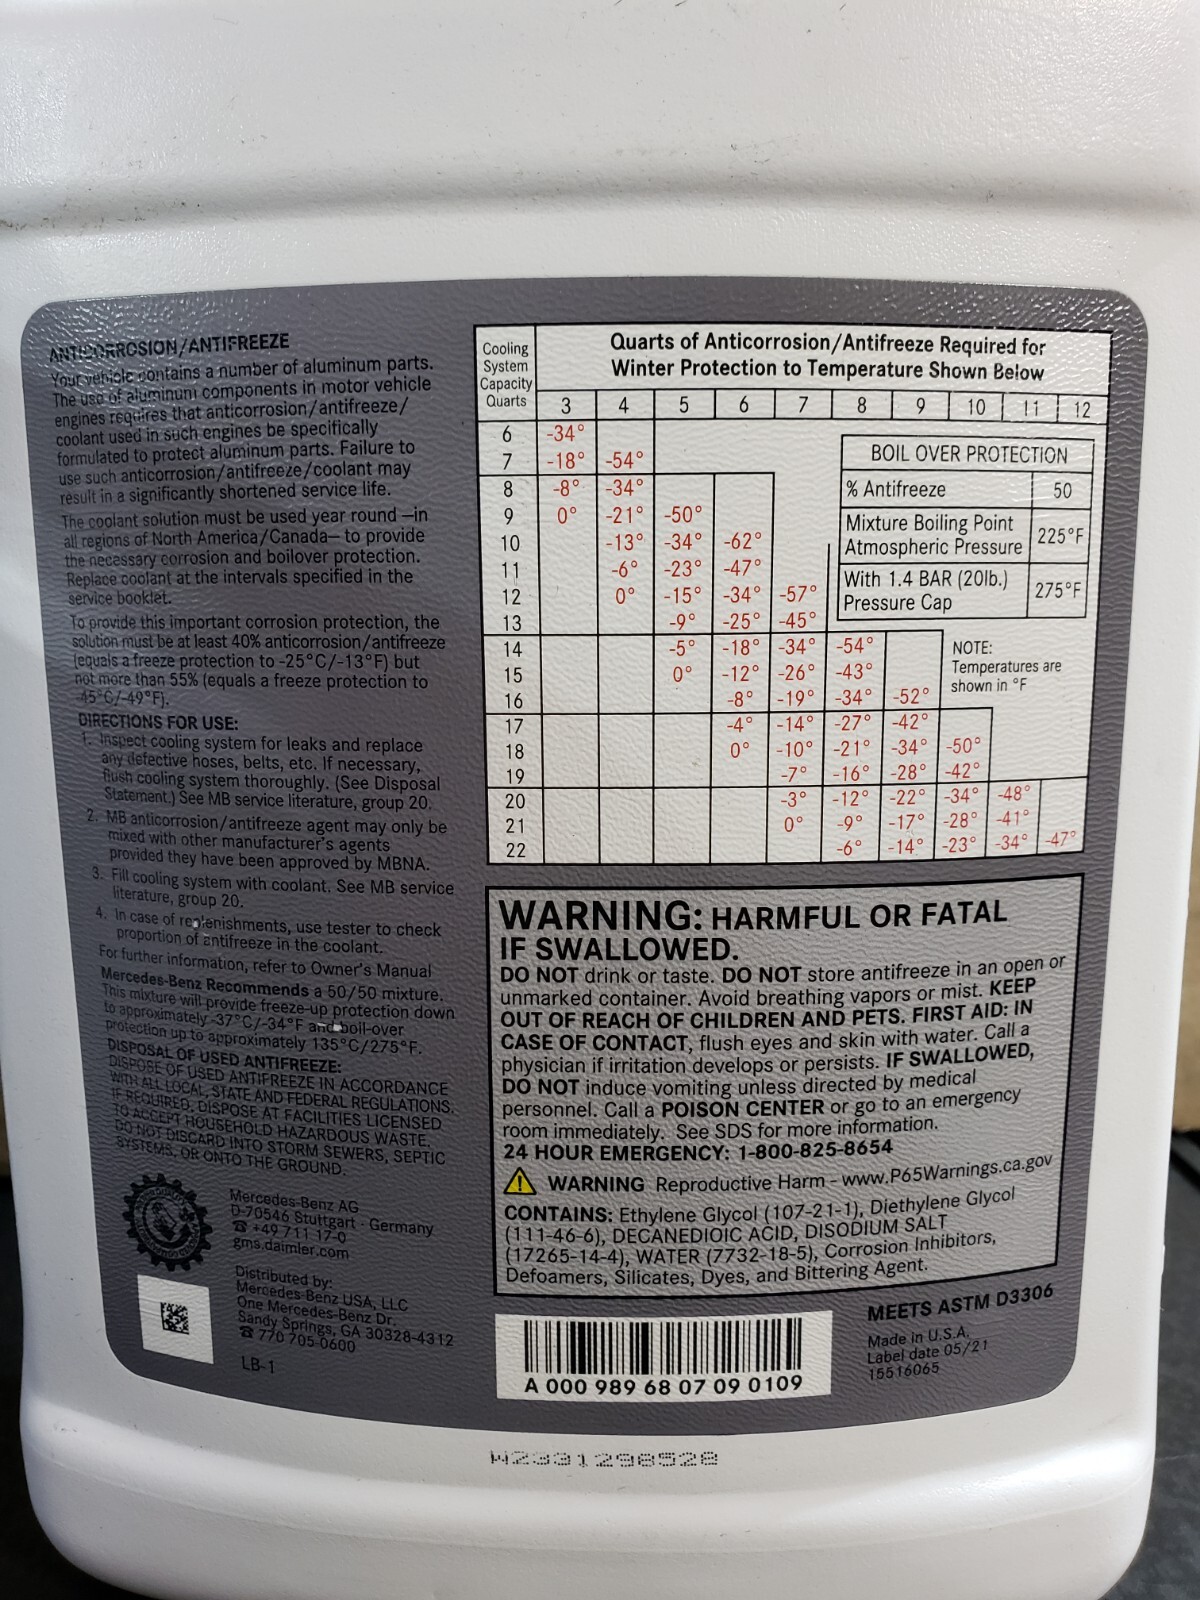 ANTICORROSION/ANTIFREEZE
Your vehicle contains a number of aluminum parts.
The use of aluminum components in motor vehicle
engines requires that anticorrosion/antifreeze/
coolant used in such engines be specifically
formulated to protect aluminum parts. Failure to
use such anticorrosion/antifreeze/coolant may
result in a significantly shortened service life.
The coolant solution must be used year round —in
all regions of North America/Canada— to provide
the necessary corrosion and boilover protection.
Replace coolant at the intervals specified in the
service booklet.
To provide this important corrosion protection, the
solution must be at least 40% anticorrosion/antifreeze
(equals a freeze protection to -25°C/-13°F) but
not more than 55% (equals a freeze protection to
-45°C/-49°F).
DIRECTIONS FOR USE:
1. Inspect cooling system for leaks and replace
any defective hoses, belts, etc. If necessary,
flush cooling system thoroughly. (See Disposal
Statement.) See MB service literature, group 20.
2. MB anticorrosion/antifreeze agent may only be
mixed with other manufacturer's agents
provided they have been approved by MBNA.
3. Fill cooling system with coolant. See MB service
literature, group 20.
4. In case of replenishments, use tester to check
proportion of antifreeze in the coolant.
For further information, refer to Owner's Manual
Mercedes-Benz Recommends a 50/50 mixture.
This mixture will provide freeze-up protection down
to approximately -37°C/-34°F and boil-over
protection up to approximately 135°C/275°F.
DISPOSAL OF USED ANTIFREEZE:
DISPOSE OF USED ANTIFREEZE IN ACCORDANCE
WITH ALL LOCAL, STATE AND FEDERAL REGULATIONS.
IF REQUIRED, DISPOSE AT FACILITIES LICENSED
TO ACCEPT HOUSEHOLD HAZARDOUS WASTE.
DO NOT DISCARD INTO STORM SEWERS, SEPTIC
SYSTEMS, OR ONTO THE GROUND.
Mercedes-Benz AG
D-70546 Stuttgart - Germany
☎ +49 711 17-0
gms.daimler.com
Distributed by:
Mercedes-Benz USA, LLC
One Mercedes-Benz Dr.
Sandy Springs, GA 30328-4312
☎ 770 705-0600
LB-1
Cooling
System
Capacity
Quarts
Quarts of Anticorrosion/Antifreeze Required for
Winter Protection to Temperature Shown Below
3 4 5 6 7 8 9 10 11 12
6 -34°
7 -18° -54°
8 -8° -34°
9 0° -21° -50°
10 -13° -34° -62°
11 -6° -23° -47°
12 0° -15° -34° -57°
13 -9° -25° -45°
14 -5° -18° -34° -54°
15 0° -12° -26° -43°
16 -8° -19° -34° -52°
17 -4° -14° -27° -42°
18 0° -10° -21° -34° -50°
19 -7° -16° -28° -42°
20 -3° -12° -22° -34° -48°
21 0° -9° -17° -28° -41°
22 -6° -14° -23° -34° -47°
BOIL OVER PROTECTION
% Antifreeze 50
Mixture Boiling Point
Atmospheric Pressure 225°F
With 1.4 BAR (20lb.)
Pressure Cap 275°F
NOTE:
Temperatures are
shown in °F
WARNING: HARMFUL OR FATAL
IF SWALLOWED.
DO NOT drink or taste. DO NOT store antifreeze in an open or
unmarked container. Avoid breathing vapors or mist. KEEP
OUT OF REACH OF CHILDREN AND PETS. FIRST AID: IN
CASE OF CONTACT, flush eyes and skin with water. Call a
physician if irritation develops or persists. IF SWALLOWED,
DO NOT induce vomiting unless directed by medical
personnel. Call a POISON CENTER or go to an emergency
room immediately. See SDS for more information.
24 HOUR EMERGENCY: 1-800-825-8654
⚠ WARNING Reproductive Harm - www.P65Warnings.ca.gov
CONTAINS: Ethylene Glycol (107-21-1), Diethylene Glycol
(111-46-6), DECANEDIOIC ACID, DISODIUM SALT
(17265-14-4), WATER (7732-18-5), Corrosion Inhibitors,
Defoamers, Silicates, Dyes, and Bittering Agent.
A 000 989 68 07 09 0109
MEETS ASTM D3306
Made in U.S.A.
Label date 05/21
15516065
W2331298528